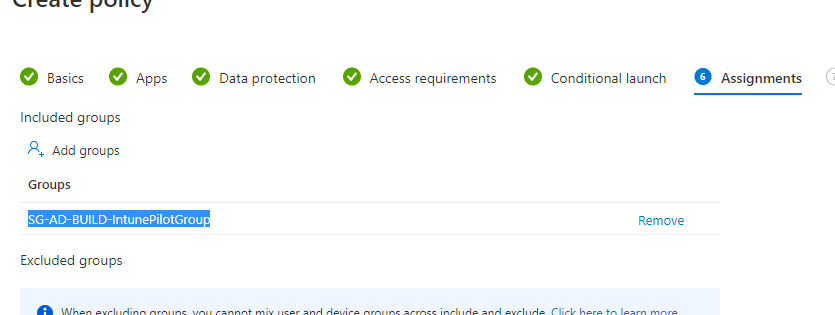 Create policy
Basics Apps Data protection Access requirements Conditional launch 6 Assignments 7
Included groups
Add groups
Groups
SG-AD-BUILD-IntunePilotGroup Remove
Excluded groups
When excluding groups, you cannot mix user and device groups across include and exclude. Click here to learn more.